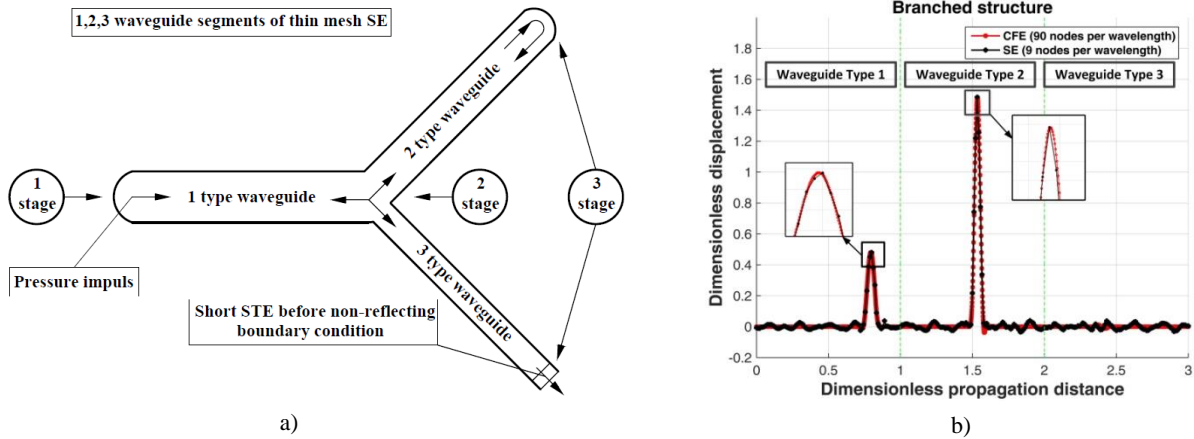 1,2,3 waveguide segments of thin mesh SE
1
stage
Pressure impuls
1 type waveguide
2 type waveguide
3 type waveguide
2
stage
3
stage
Short STE before non-reflecting
boundary condition
a)
Branched structure
CFE (90 nodes per wavelength)
SE (9 nodes per wavelength)
Waveguide Type 1
Waveguide Type 2
Waveguide Type 3
Dimensionless displacement
1.8
1.6
1.4
1.2
1
0.8
0.6
0.4
0.2
0
-0.2
0 0.5 1 1.5 2 2.5 3
Dimensionless propagation distance
b)